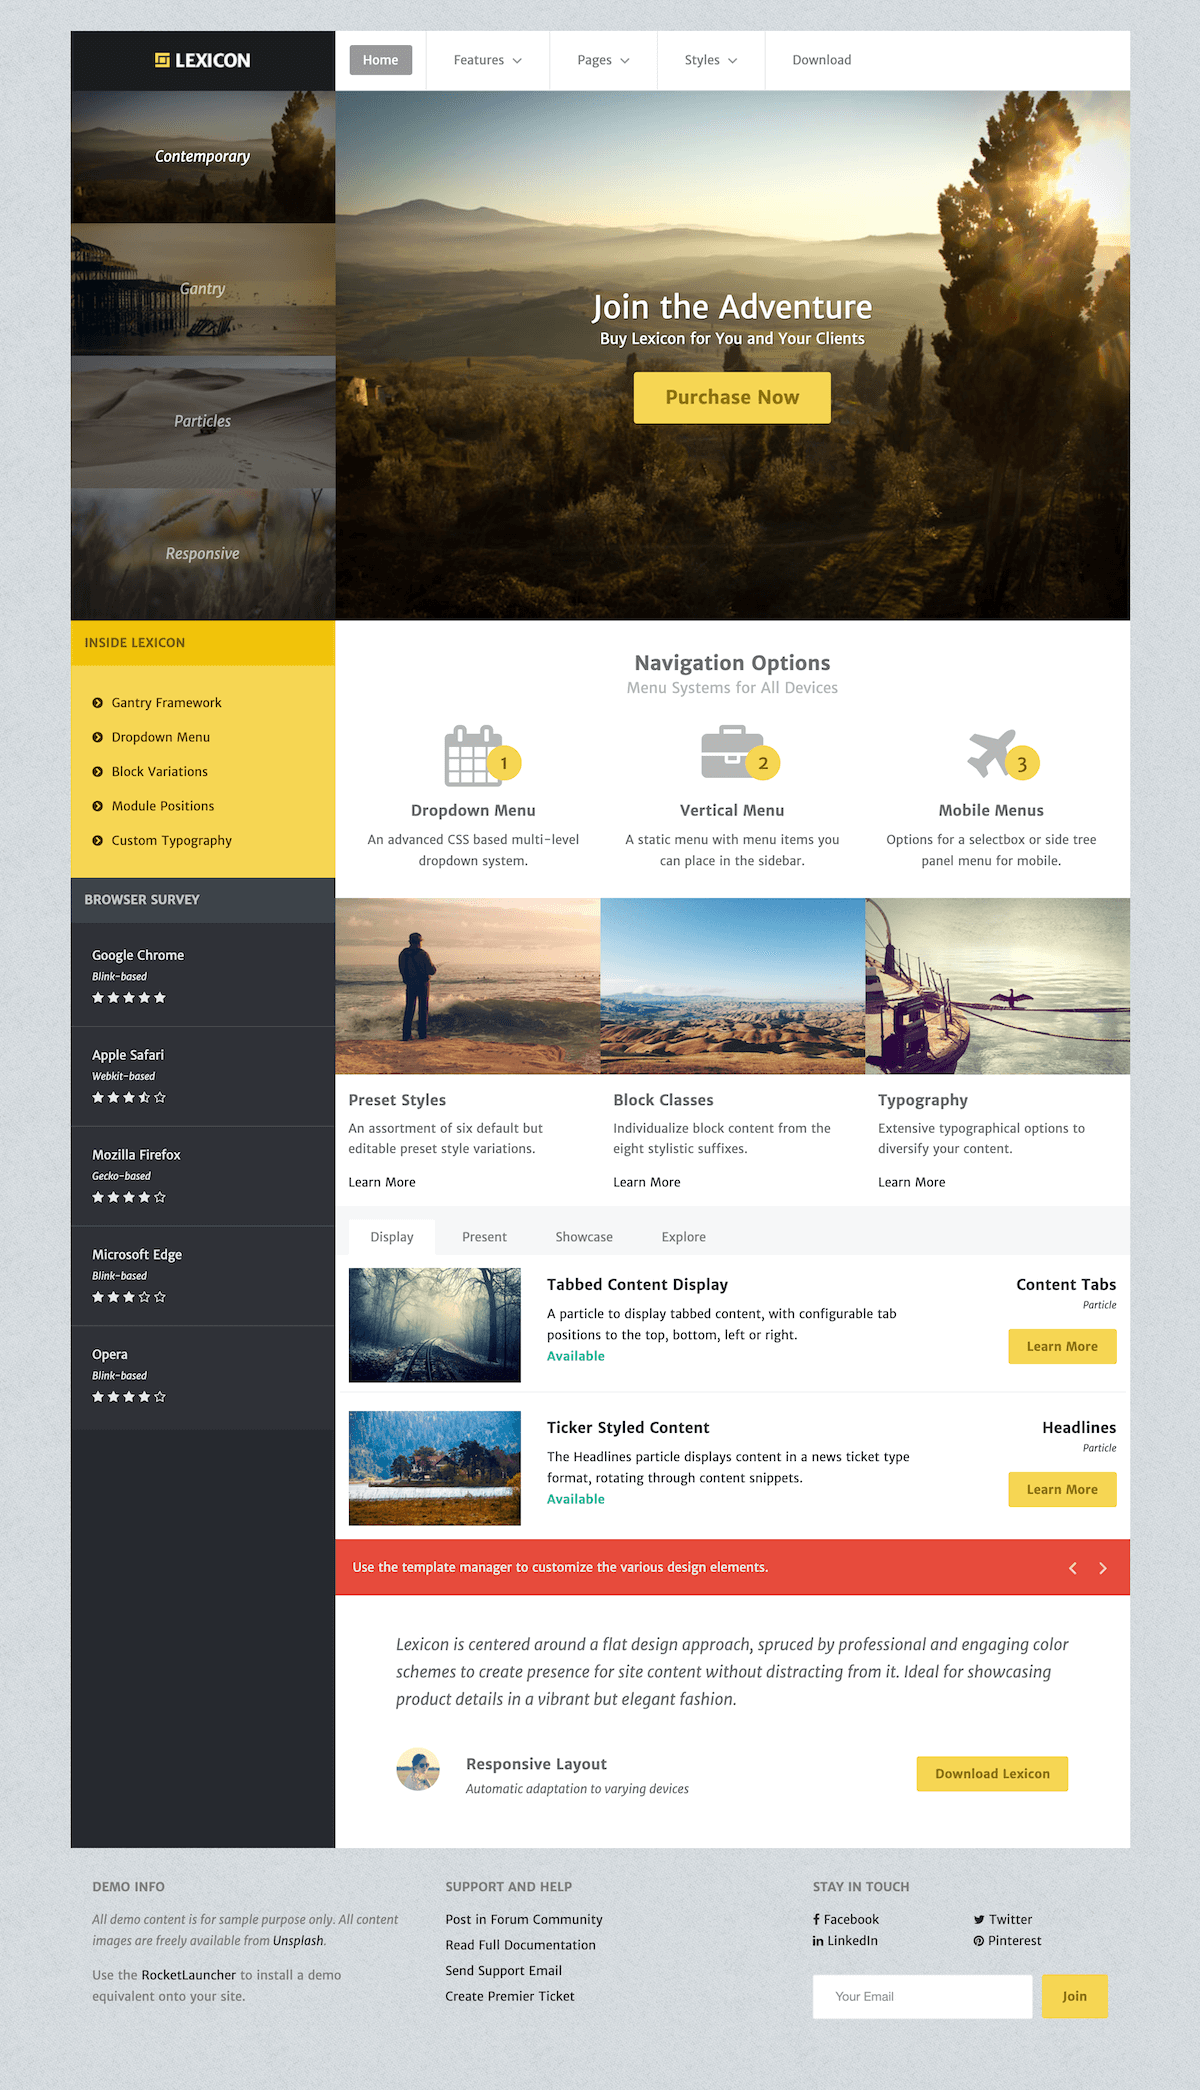 LEXICON
Home
Features
Pages
Styles
Download
Contemporary
Gantry
Particles
Responsive
Join the Adventure
Buy Lexicon for You and Your Clients
Purchase Now
INSIDE LEXICON
Gantry Framework
Dropdown Menu
Block Variations
Module Positions
Custom Typography
BROWSER SURVEY
Google Chrome
Blink-based
Apple Safari
Webkit-based
Mozilla Firefox
Gecko-based
Microsoft Edge
Blink-based
Opera
Blink-based
Navigation Options
Menu Systems for All Devices
1
Dropdown Menu
An advanced CSS based multi-level
dropdown system.
2
Vertical Menu
A static menu with menu items you
can place in the sidebar.
3
Mobile Menus
Options for a selectbox or side tree
panel menu for mobile.
Preset Styles
An assortment of six default but
editable preset style variations.
Learn More
Block Classes
Individualize block content from the
eight stylistic suffixes.
Learn More
Typography
Extensive typographical options to
diversify your content.
Learn More
Display
Present
Showcase
Explore
Tabbed Content Display
A particle to display tabbed content, with configurable tab
positions to the top, bottom, left or right.
Available
Content Tabs
Particle
Learn More
Ticker Styled Content
The Headlines particle displays content in a news ticket type
format, rotating through content snippets.
Available
Headlines
Particle
Learn More
Use the template manager to customize the various design elements.
Lexicon is centered around a flat design approach, spruced by professional and engaging color
schemes to create presence for site content without distracting from it. Ideal for showcasing
product details in a vibrant but elegant fashion.
Responsive Layout
Automatic adaptation to varying devices
Download Lexicon
DEMO INFO
All demo content is for sample purpose only. All content
images are freely available from Unsplash.
Use the RocketLauncher to install a demo
equivalent onto your site.
SUPPORT AND HELP
Post in Forum Community
Read Full Documentation
Send Support Email
Create Premier Ticket
STAY IN TOUCH
Facebook
Twitter
LinkedIn
Pinterest
Your Email
Join